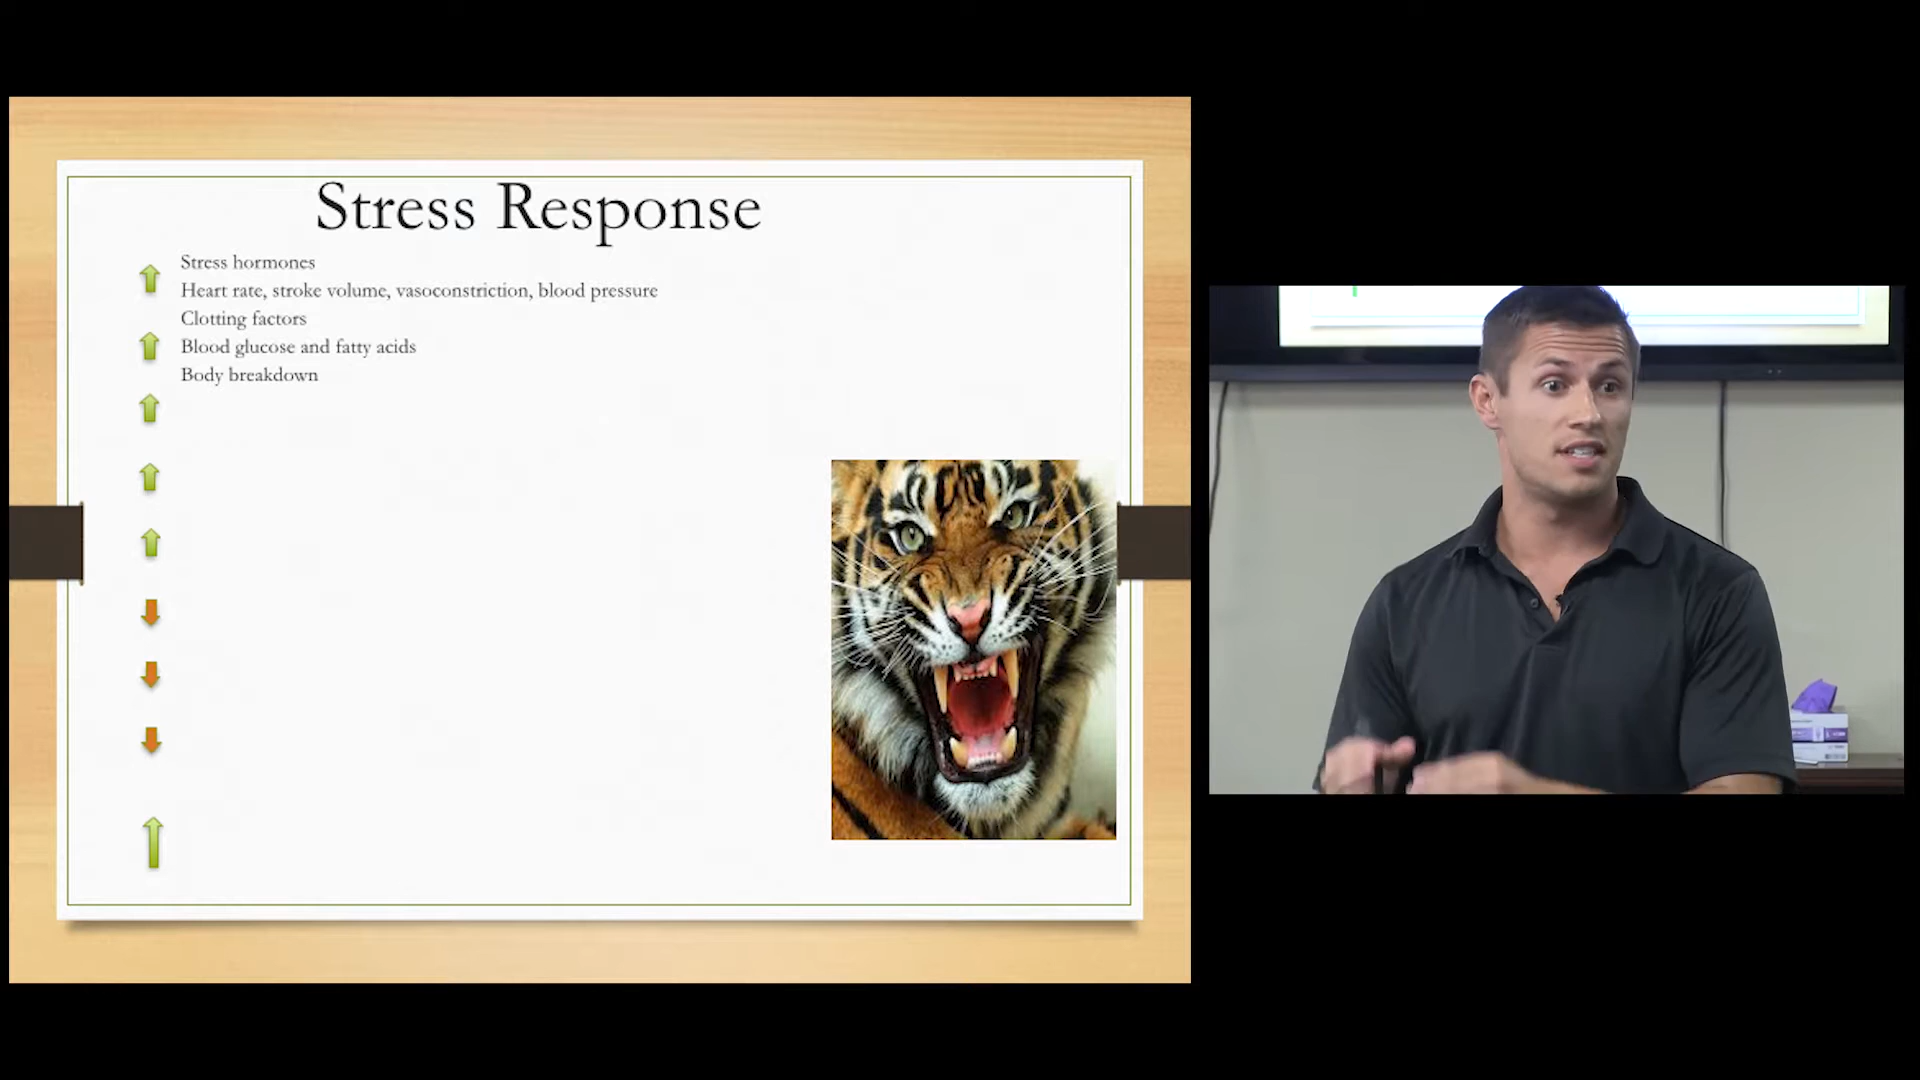 Stress Response
Stress hormones
Heart rate, stroke volume, vasoconstriction, blood pressure
Clotting factors
Blood glucose and fatty acids
Body breakdown